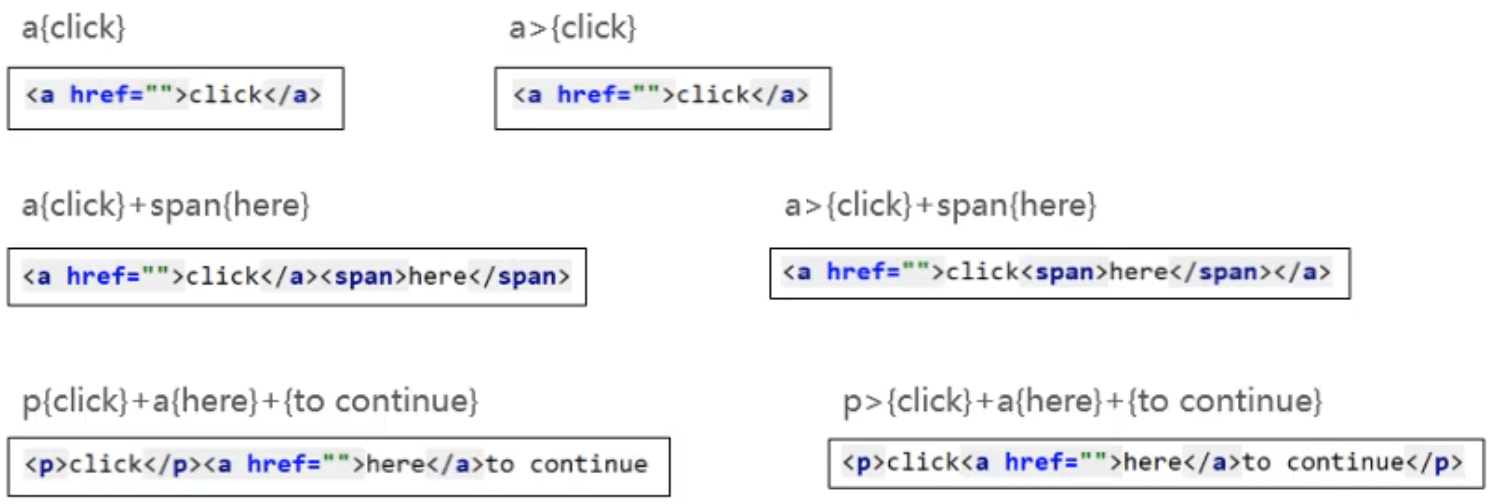 a{click}
a>{click}
<a href="">click</a>
<a href="">click</a>
a{click}+span{here}
a>{click}+span{here}
<a href="">click</a><span>here</span>
<a href="">click<span>here</span></a>
p{click}+a{here}+{to continue}
p>{click}+a{here}+{to continue}
<p>click</p><a href="">here</a>to continue
<p>click<a href="">here</a>to continue</p>